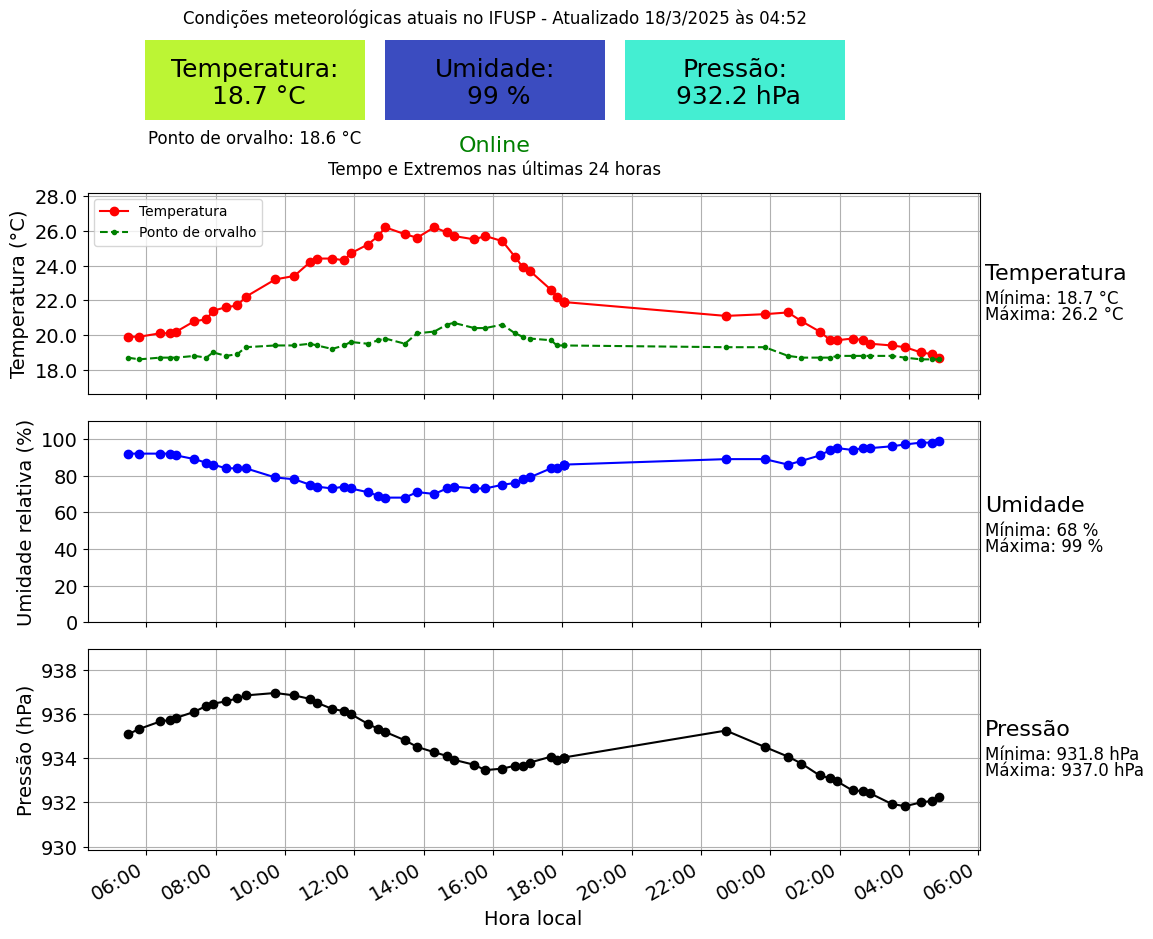 Condições meteorológicas atuais no IFUSP - Atualizado 18/3/2025 às 04:52
Temperatura:
18.7 °C
Umidade:
99 %
Pressão:
932.2 hPa
Ponto de orvalho: 18.6 °C
Online
Tempo e Extremos nas últimas 24 horas
Temperatura (°C)
28.0
26.0
24.0
22.0
20.0
18.0
Temperatura
Ponto de orvalho
Temperatura
Mínima: 18.7 °C
Máxima: 26.2 °C
Umidade relativa (%)
100
80
60
40
20
0
Umidade
Mínima: 68 %
Máxima: 99 %
Pressão (hPa)
938
936
934
932
930
Pressão
Mínima: 931.8 hPa
Máxima: 937.0 hPa
06:00 08:00 10:00 12:00 14:00 16:00 18:00 20:00 22:00 00:00 02:00 04:00 06:00
Hora local